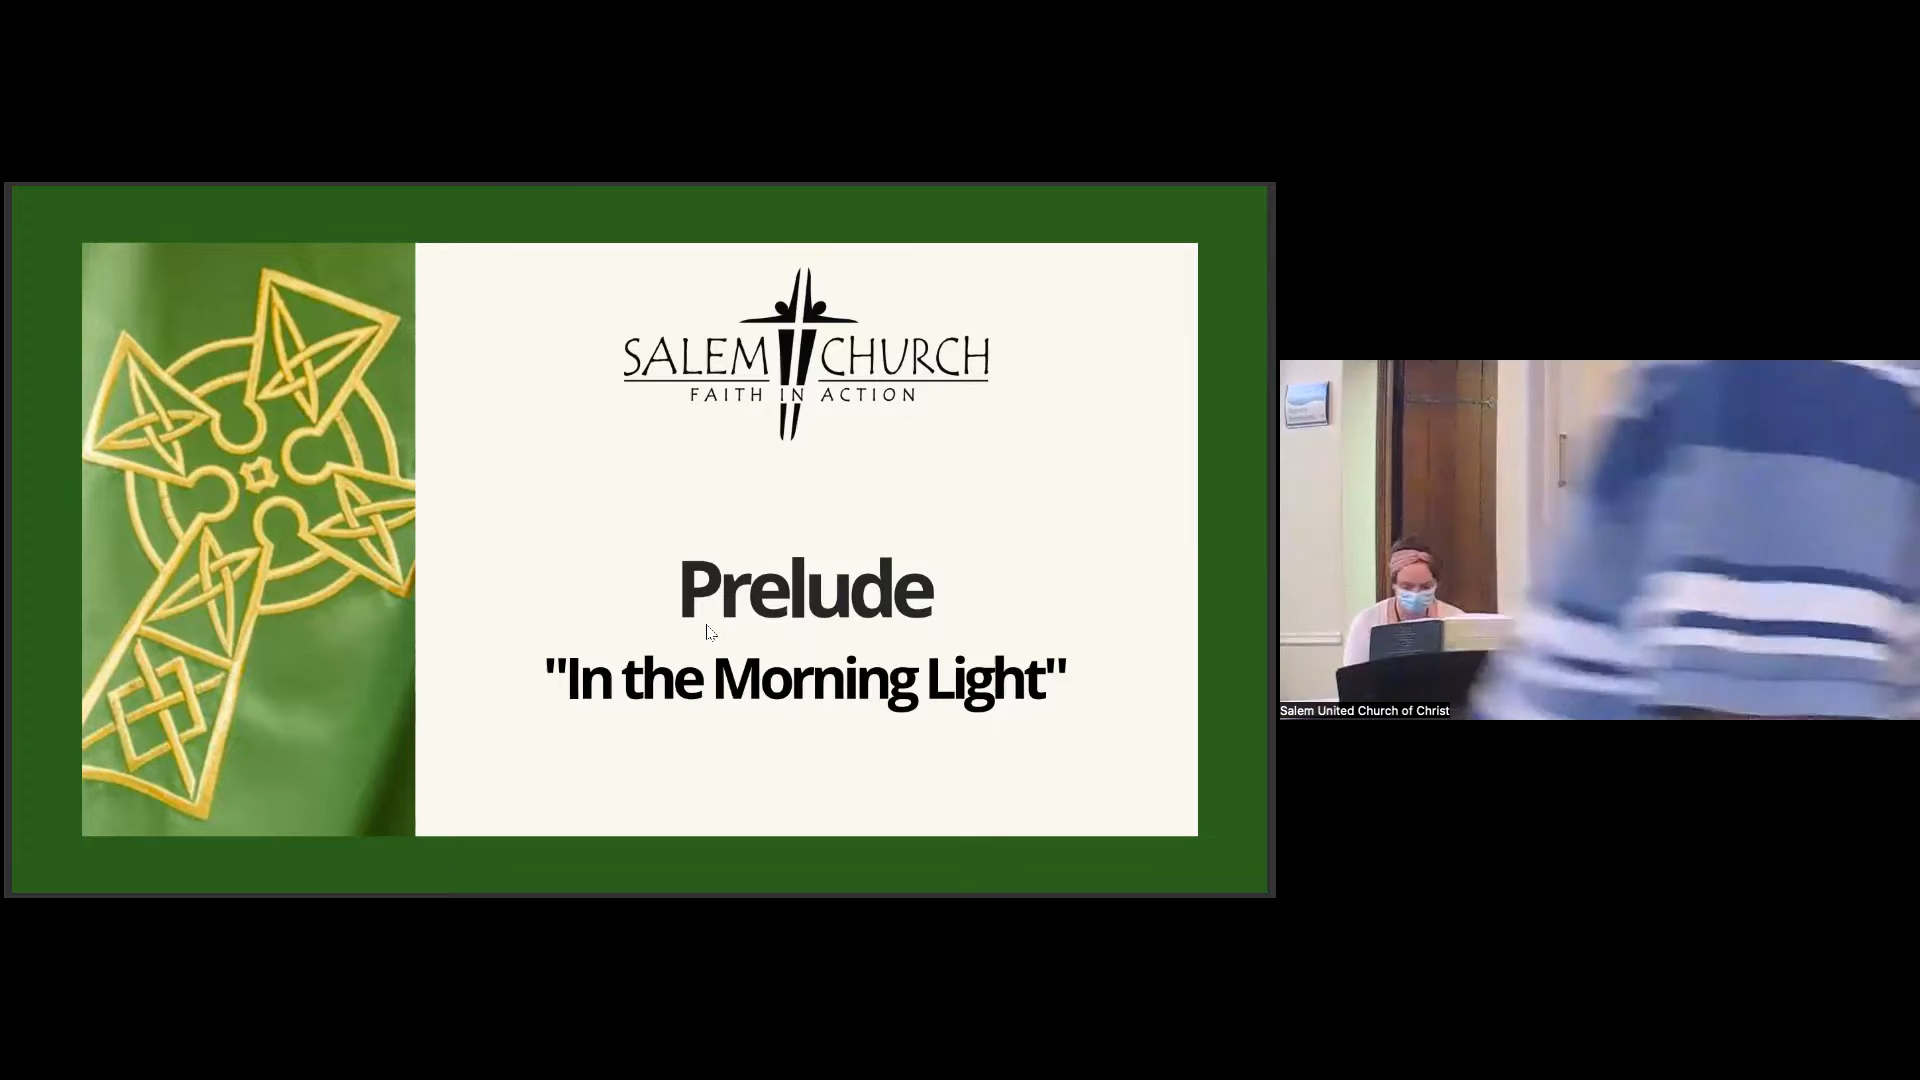 SALEM CHURCH
FAITH IN ACTION
Prelude
"In the Morning Light"
Salem United Church of Christ